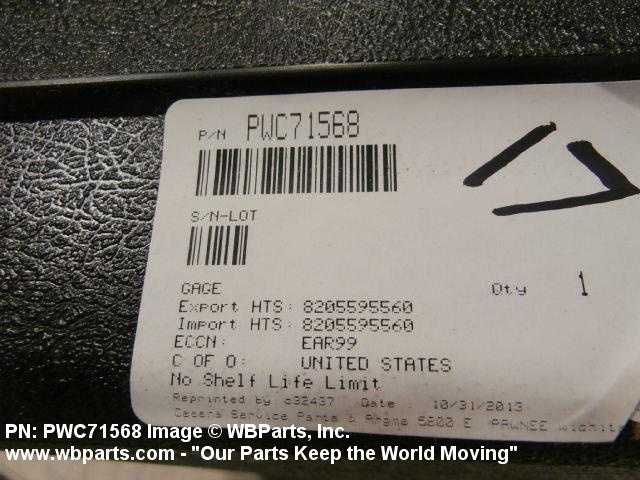 P/N PWC71568
S/N-LOT
GAGE Qty 1
Export HTS: 8205595560
Import HTS: 8205595560
ECCN: EAR99
C OF O: UNITED STATES
No Shelf Life Limit
Reprinted by c32437 Date 10/31/2013
Cessna Service Parts & Prgms 5800 E PAWNEE wichita
PN: PWC71568 Image © WBParts, Inc.
www.wbparts.com - "Our Parts Keep the World Moving"